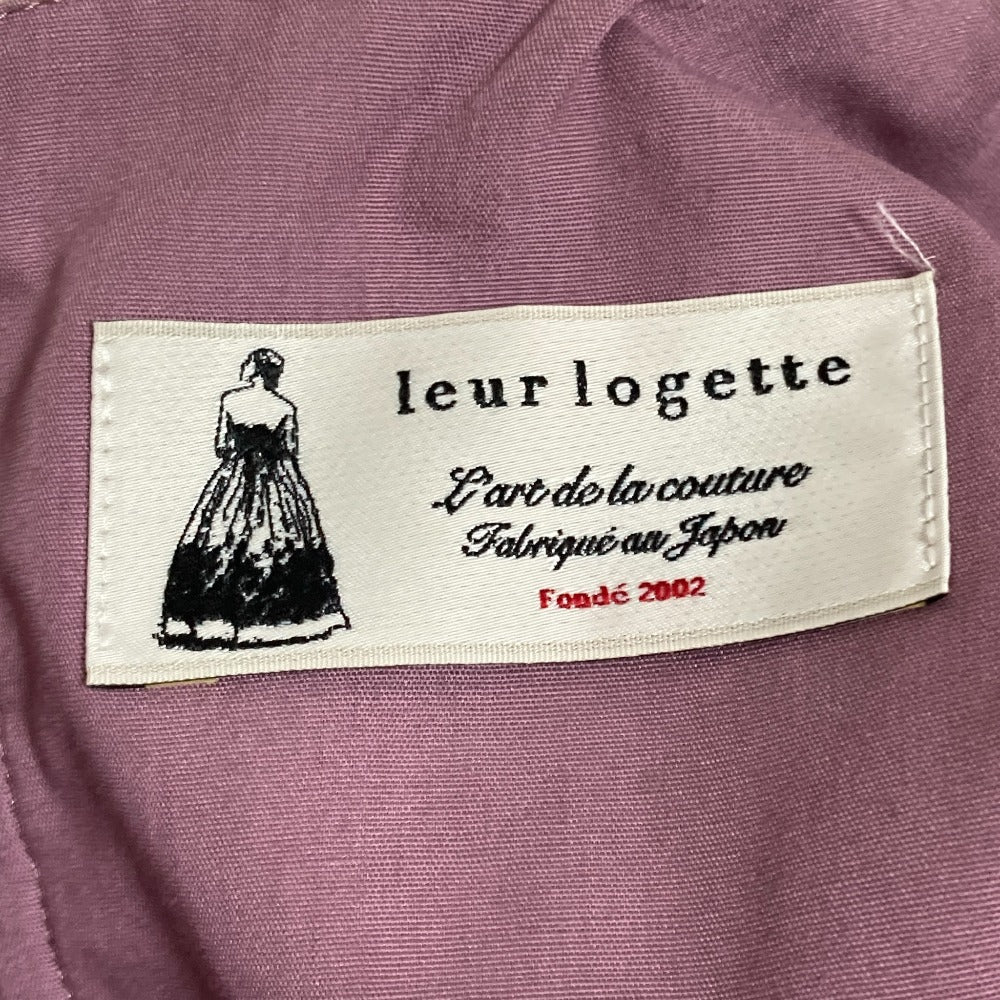 leur logette
L'art de la couture
Fabriqué au Japon
Fondé 2002